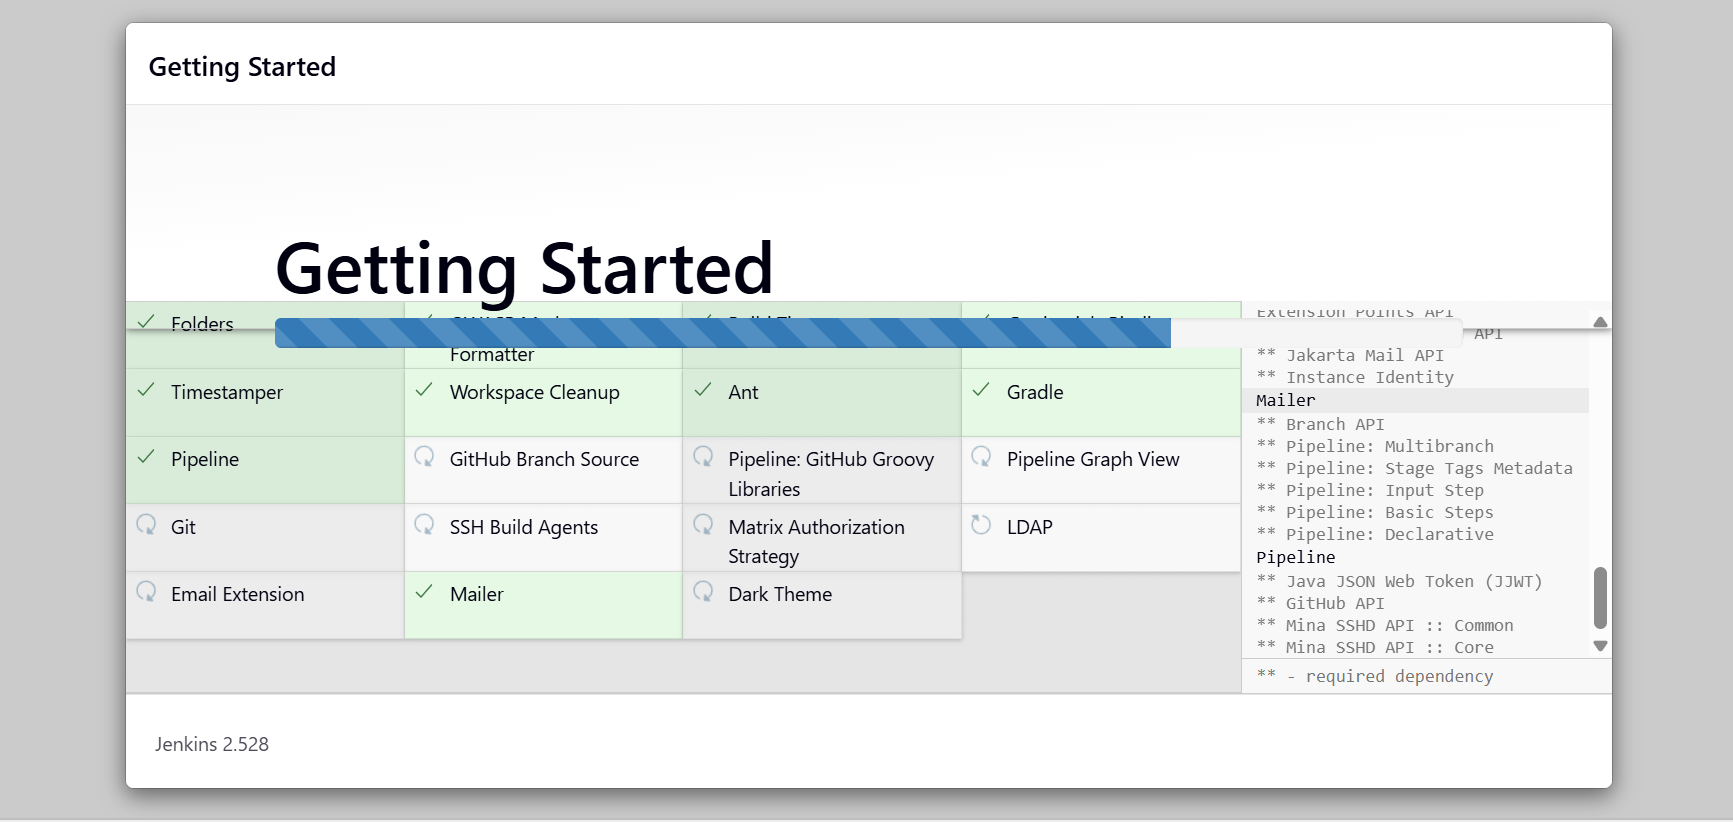 Getting Started
Getting Started
Folders
Formatter
Timestamper
Workspace Cleanup
Ant
Gradle
Pipeline
GitHub Branch Source
Pipeline: GitHub Groovy
Libraries
Pipeline Graph View
Git
SSH Build Agents
Matrix Authorization
Strategy
LDAP
Email Extension
Mailer
Dark Theme
Extension Points API
API
** Jakarta Mail API
** Instance Identity
Mailer
** Branch API
** Pipeline: Multibranch
** Pipeline: Stage Tags Metadata
** Pipeline: Input Step
** Pipeline: Basic Steps
** Pipeline: Declarative
Pipeline
** Java JSON Web Token (JJWT)
** GitHub API
** Mina SSHD API :: Common
** Mina SSHD API :: Core
** - required dependency
Jenkins 2.528